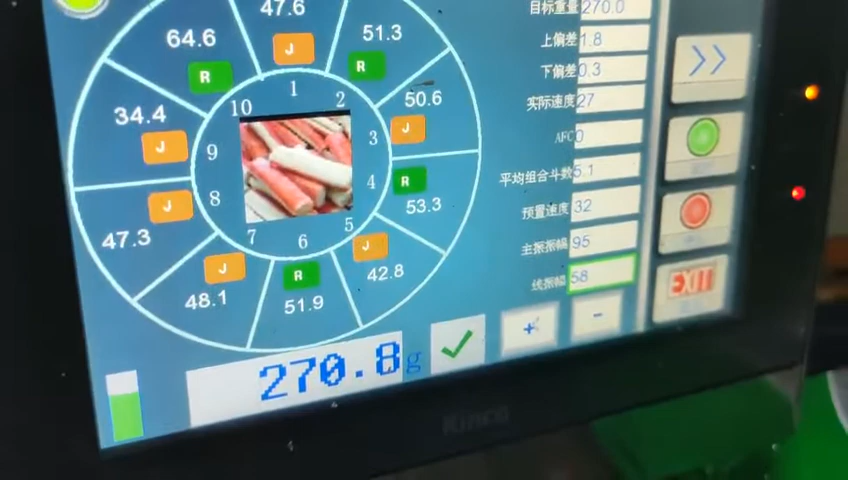 47.6
J
1
51.3
R
2
50.6
J
3
R
4
53.3
5
J
42.8
6
R
51.9
7
J
48.1
8
J
47.3
9
J
34.4
10
R
64.6
目标重量 270.0
上偏差 1.8
下偏差 0.3
实际速度 27
AFC 0
平均组合斗数 5.1
预置速度 32
主振振幅 95
线振幅 58
+
-
270.8g
>>
EXIT
Kinco